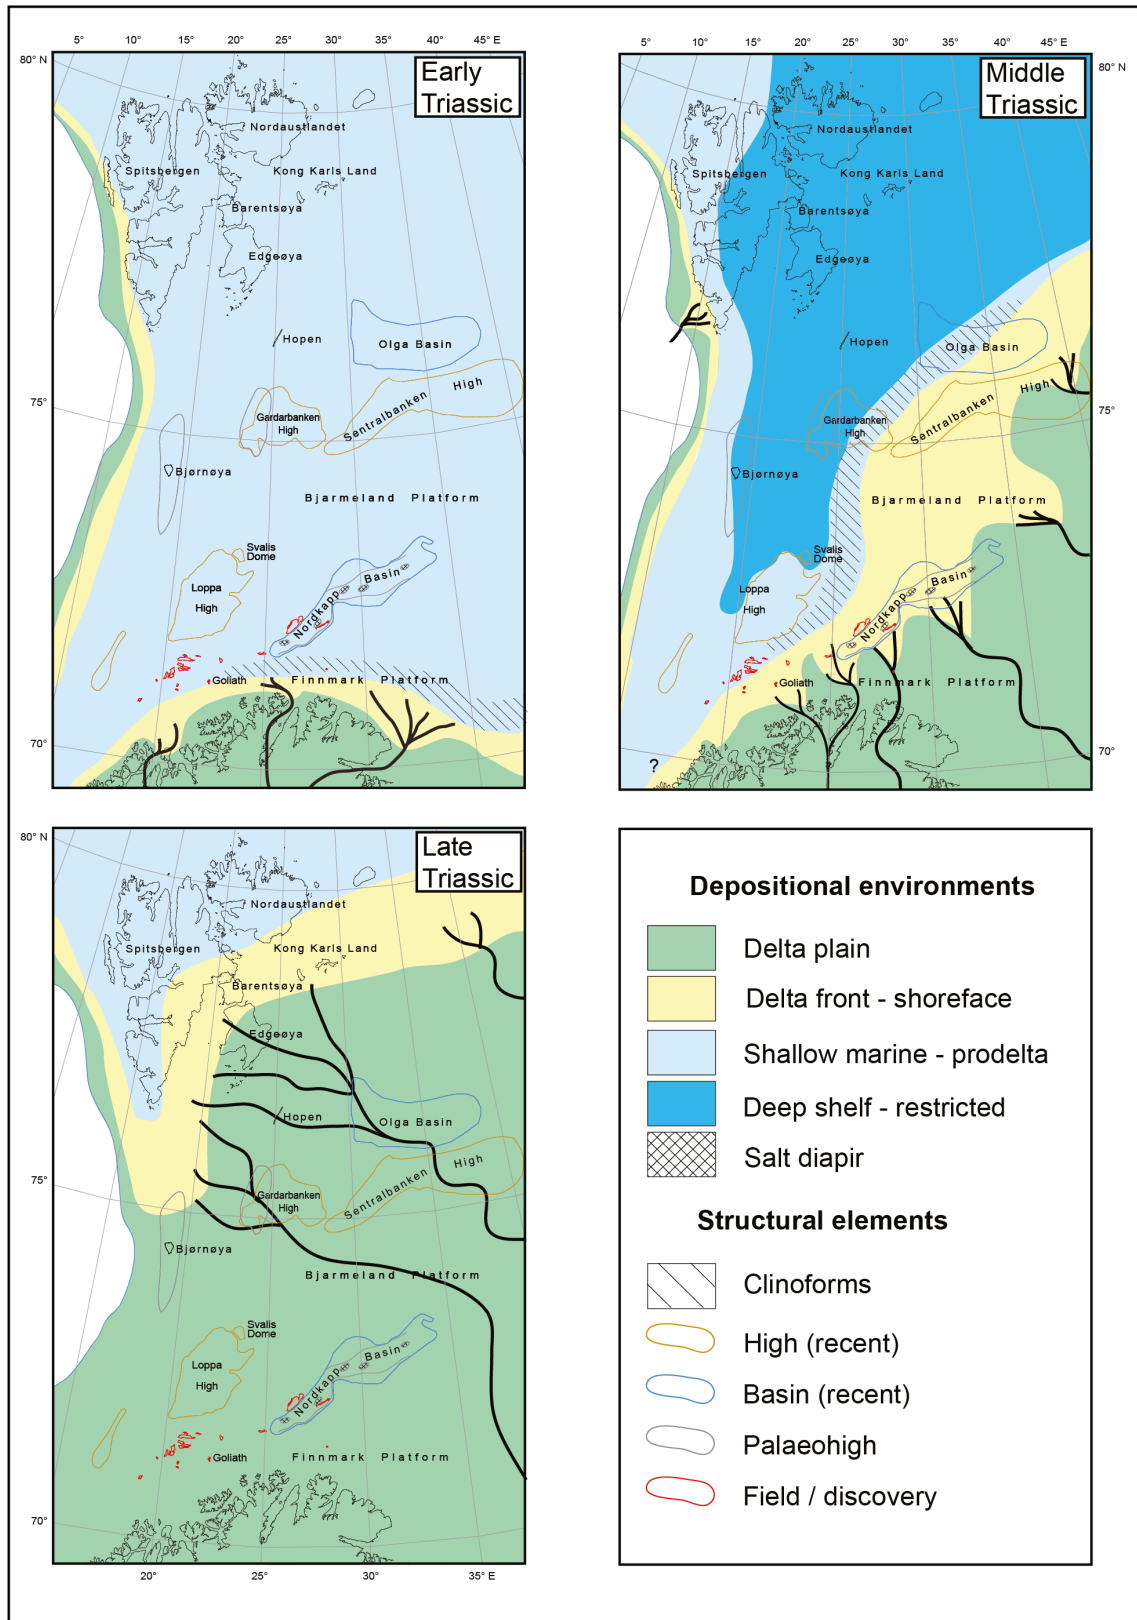 5° 10° 15° 20° 25° 30° 35° 40° 45° E
80° N
Early
Triassic
Nordaustlandet
Spitsbergen
Kong Karls Land
Barentsøya
Edgeøya
Hopen
Olga Basin
75°
Gardarbanken
High
Sentralbanken High
Bjørnøya
Bjarmeland Platform
Svalis
Dome
Loppa
High
Nordkapp Basin
Goliath
Finnmark Platform
70°
5° 10° 15° 20° 25° 30° 35° 40° 45° E
80° N
Middle
Triassic
Nordaustlandet
Spitsbergen
Kong Karls Land
Barentsøya
Edgeøya
Hopen
Olga Basin
75°
Gardarbanken
High
Sentralbanken High
Bjørnøya
Bjarmeland Platform
Svalis
Dome
Loppa
High
Nordkapp Basin
Goliath
Finnmark Platform
?
70°
80° N
Late
Triassic
Nordaustlandet
Spitsbergen
Kong Karls Land
Barentsøya
Edgeøya
Hopen
Olga Basin
75°
Gardarbanken
High
Sentralbanken High
Bjørnøya
Bjarmeland Platform
Svalis
Dome
Loppa
High
Nordkapp Basin
Goliath
Finnmark Platform
70°
20° 25° 30° 35° E
Depositional environments
Delta plain
Delta front - shoreface
Shallow marine - prodelta
Deep shelf - restricted
Salt diapir
Structural elements
Clinoforms
High (recent)
Basin (recent)
Palaeohigh
Field / discovery